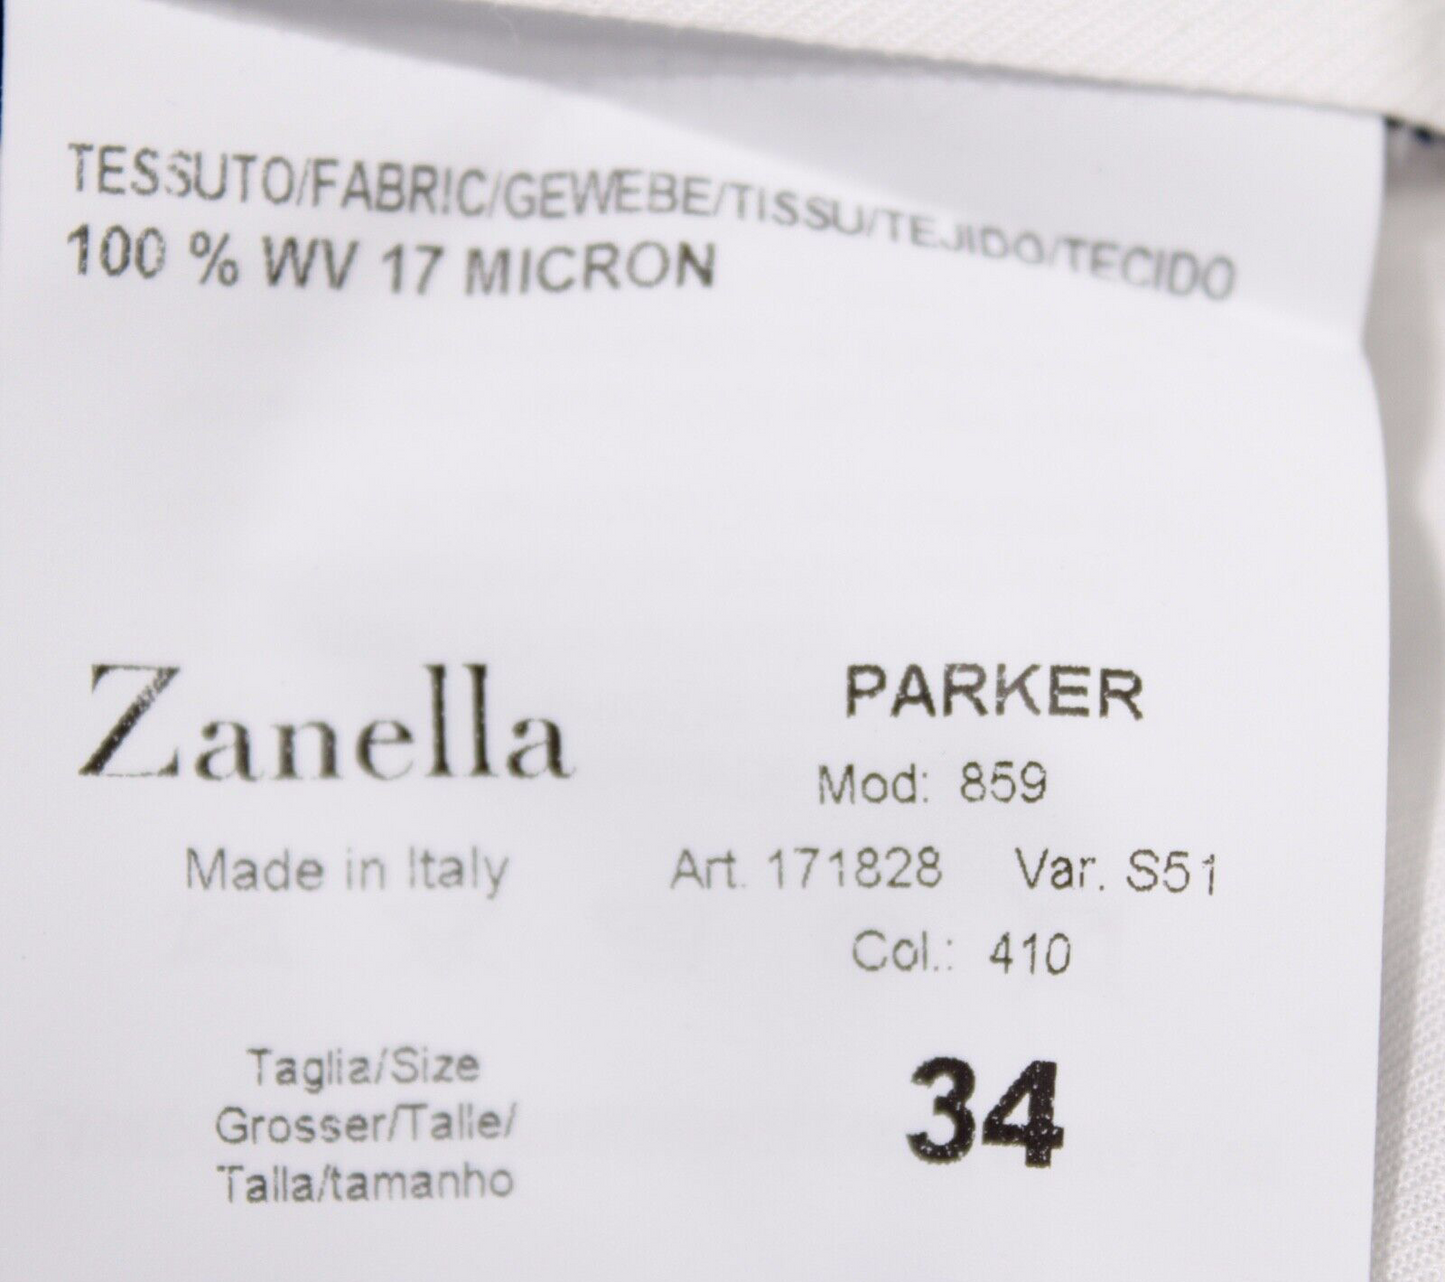 TESSUTO/FABRIC/GEWEBE/TISSU/TEJIDO/TECIDO
100 % WV 17 MICRON
Zanella
Made in Italy
PARKER
Mod: 859
Art. 171828 Var. S51
Col.: 410
Taglia/Size
Grosser/Talle/
Talla/tamanho
34